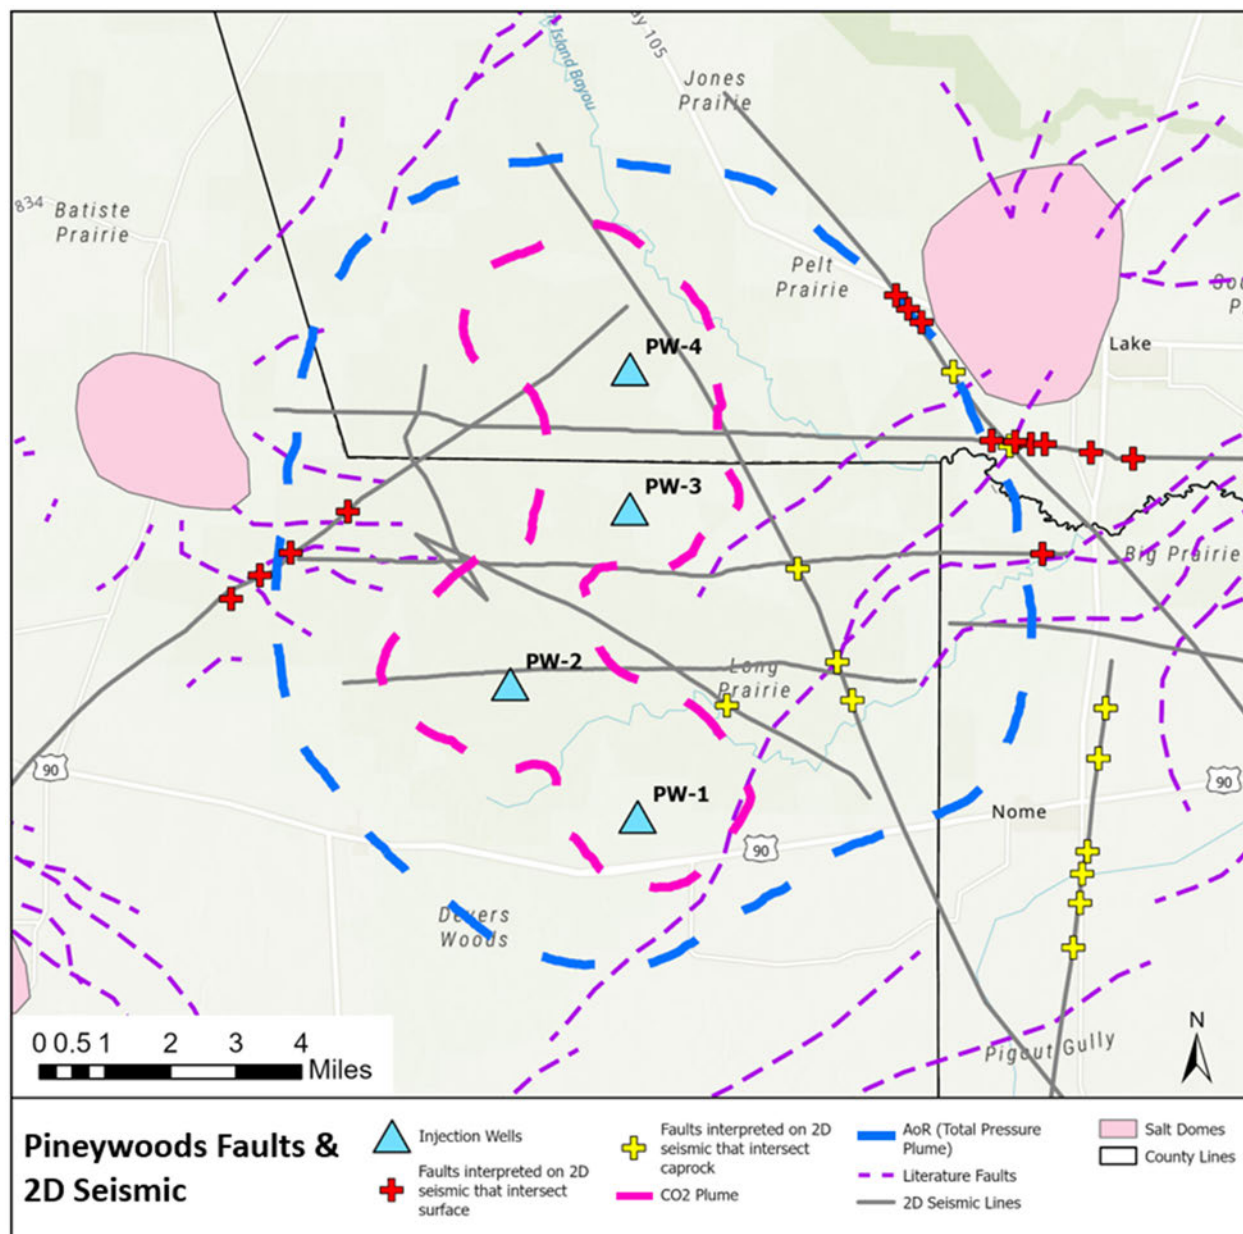 Island Bayou
105
Jones
Prairie
834
Batiste
Prairie
Pelt
Prairie
PW-4
Lake
PW-3
Big Prairie
PW-2
Long
Prairie
90
90
PW-1
Nome
90
Devers
Woods
Pigout Gully
N
0 0.5 1 2 3 4
Miles
Pineywoods Faults &
2D Seismic
Injection Wells
Faults interpreted on 2D
seismic that intersect
surface
Faults interpreted on 2D
seismic that intersect
caprock
CO2 Plume
AoR (Total Pressure
Plume)
Literature Faults
2D Seismic Lines
Salt Domes
County Lines